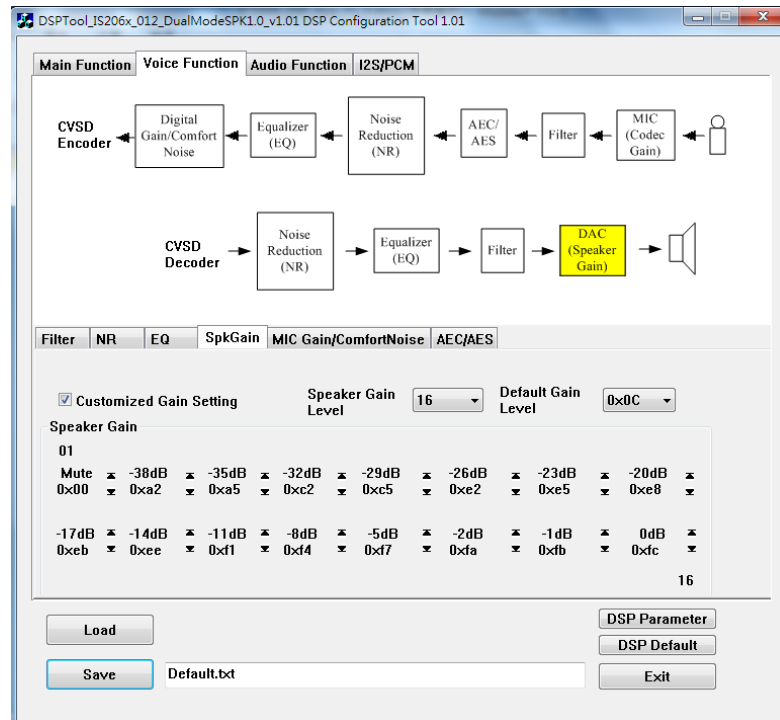 DSPTool_IS206x_012_DualModeSPK1.0_v1.01 DSP Configuration Tool 1.01
Main Function Voice Function Audio Function I2S/PCM
CVSD Encoder
Digital Gain/Comfort Noise
Equalizer (EQ)
Noise Reduction (NR)
AEC/ AES
Filter
MIC (Codec Gain)
CVSD Decoder
Noise Reduction (NR)
Equalizer (EQ)
Filter
DAC (Speaker Gain)
Filter NR EQ SpkGain MIC Gain/ComfortNoise AEC/AES
Customized Gain Setting
Speaker Gain Level 16
Default Gain Level 0x0C
Speaker Gain
01
Mute -38dB -35dB -32dB -29dB -26dB -23dB -20dB
0x00 0xa2 0xa5 0xc2 0xc5 0xe2 0xe5 0xe8
-17dB -14dB -11dB -8dB -5dB -2dB -1dB 0dB
0xeb 0xee 0xf1 0xf4 0xf7 0xfa 0xfb 0xfc
16
Load
DSP Parameter
DSP Default
Save Default.txt Exit